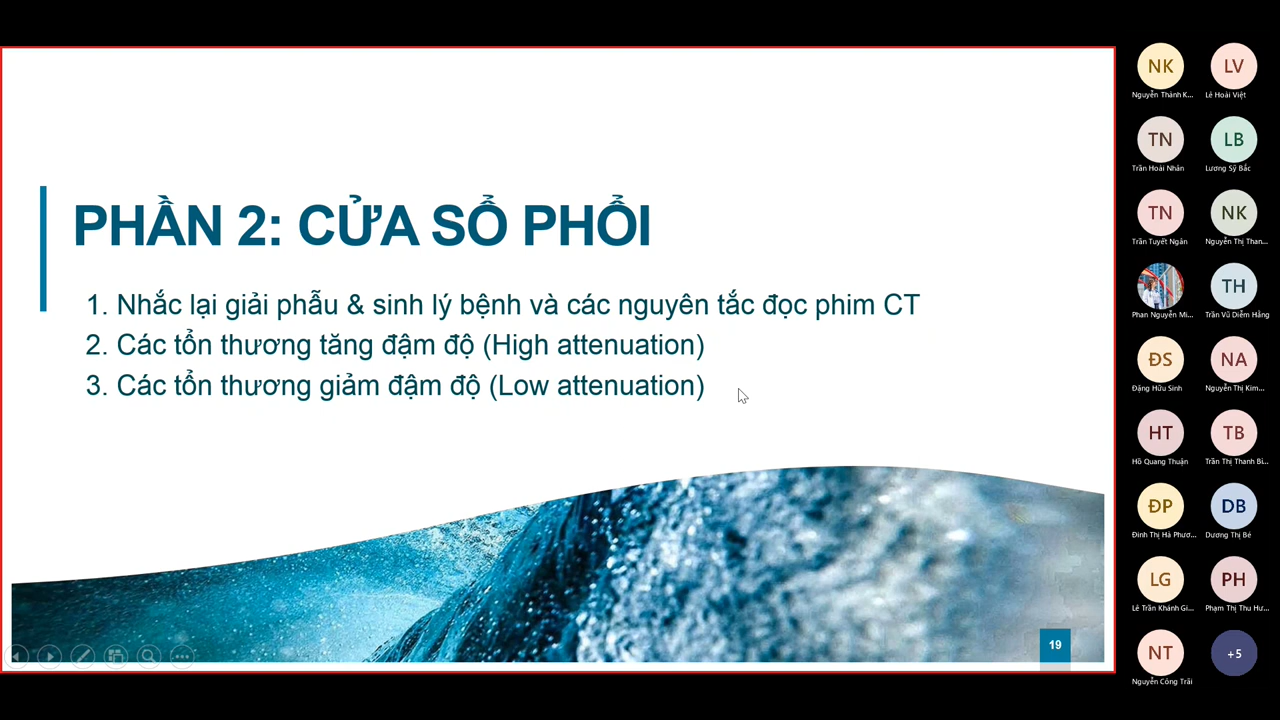 PHẦN 2: CỬA SỔ PHỔI
1. Nhắc lại giải phẫu & sinh lý bệnh và các nguyên tắc đọc phim CT
2. Các tổn thương tăng đậm độ (High attenuation)
3. Các tổn thương giảm đậm độ (Low attenuation)
19
NK
LV
Nguyễn Thành K...
Lê Hoài Việt
TN
LB
Trần Hoài Nhân
Lương Sỹ Bắc
TN
NK
Trần Tuyết Ngân
Nguyễn Thị Than...
TH
Phan Nguyễn Mi...
Trần Vũ Diễm Hằng
ĐS
NA
Đặng Hữu Sinh
Nguyễn Thị Kim...
HT
TB
Hồ Quang Thuận
Trần Thị Thanh Bì...
ĐP
DB
Đinh Thị Hà Phươ...
Dương Thị Bé
LG
PH
Lê Trần Khánh Gi...
Phạm Thị Thu Hư...
NT
+5
Nguyễn Công Trãi